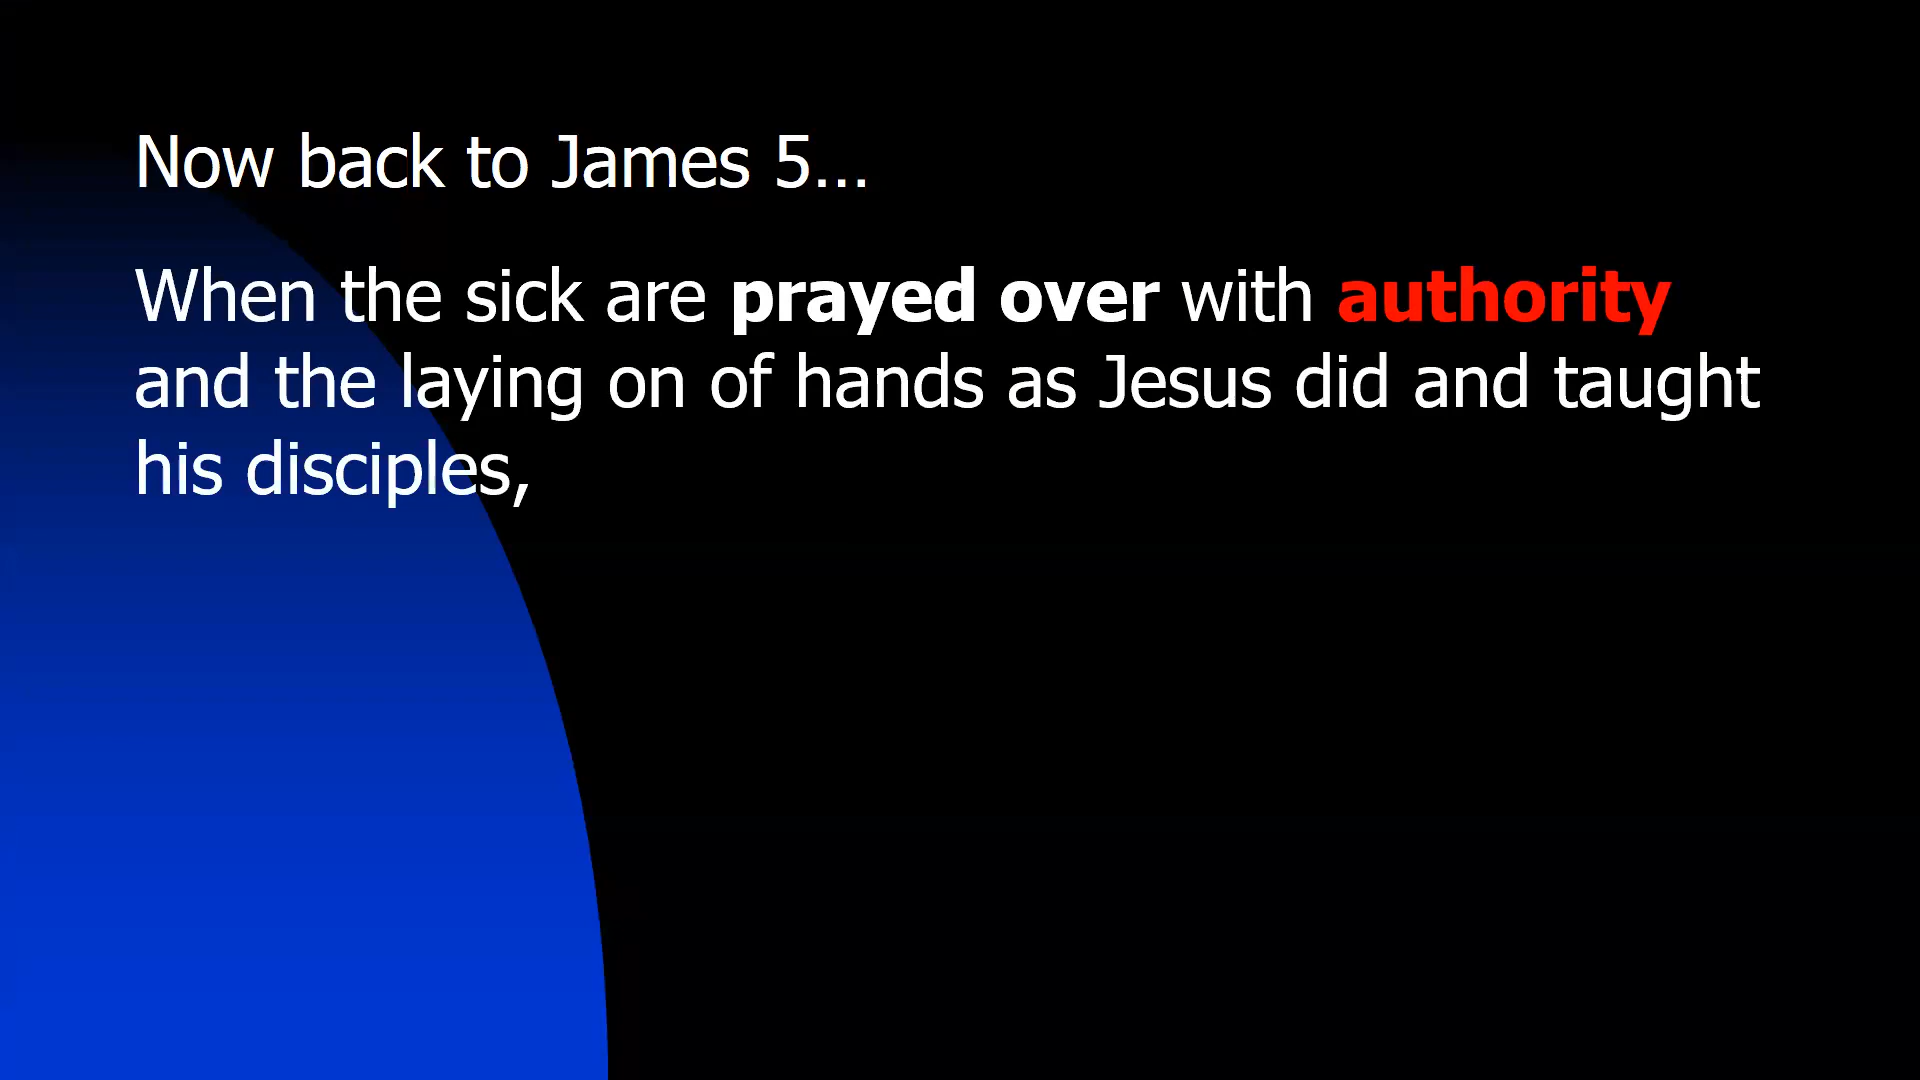 Now back to James 5…
When the sick are prayed over with authority
and the laying on of hands as Jesus did and taught
his disciples,